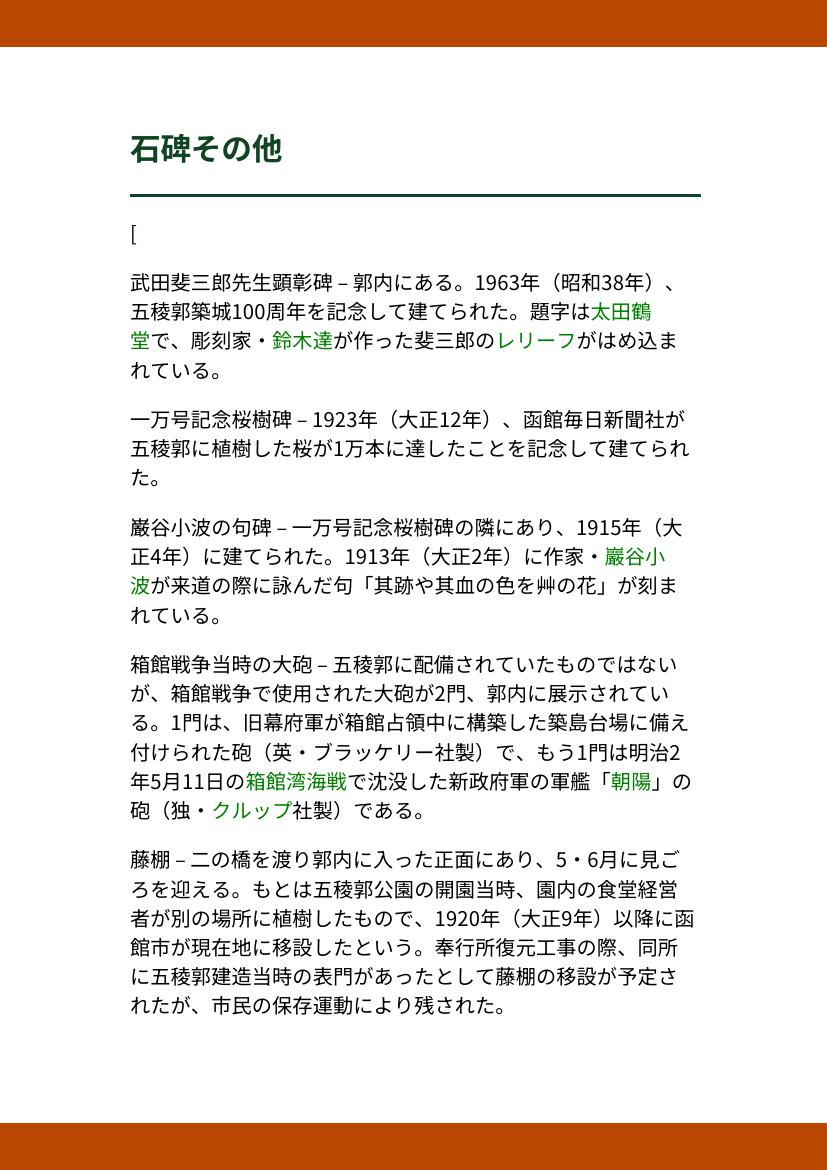 石碑その他
[
武田斐三郎先生顕彰碑 – 郭内にある。1963年（昭和38年）、
五稜郭築城100周年を記念して建てられた。題字は太田鶴
堂で、彫刻家・鈴木達が作った斐三郎のレリーフがはめ込ま
れている。
一万号記念桜樹碑 – 1923年（大正12年）、函館毎日新聞社が
五稜郭に植樹した桜が1万本に達したことを記念して建てられ
た。
巌谷小波の句碑 – 一万号記念桜樹碑の隣にあり、1915年（大
正4年）に建てられた。1913年（大正2年）に作家・巖谷小
波が来道の際に詠んだ句「其跡や其血の色を艸の花」が刻ま
れている。
箱館戦争当時の大砲 – 五稜郭に配備されていたものではない
が、箱館戦争で使用された大砲が2門、郭内に展示されてい
る。1門は、旧幕府軍が箱館占領中に構築した築島台場に備え
付けられた砲（英・ブラッケリー社製）で、もう1門は明治2
年5月11日の箱館湾海戦で沈没した新政府軍の軍艦「朝陽」の
砲（独・クルップ社製）である。
藤棚 – 二の橋を渡り郭内に入った正面にあり、5・6月に見ご
ろを迎える。もとは五稜郭公園の開園当時、園内の食堂経営
者が別の場所に植樹したもので、1920年（大正9年）以降に函
館市が現在地に移設したという。奉行所復元工事の際、同所
に五稜郭建造当時の表門があったとして藤棚の移設が予定さ
れたが、市民の保存運動により残された。